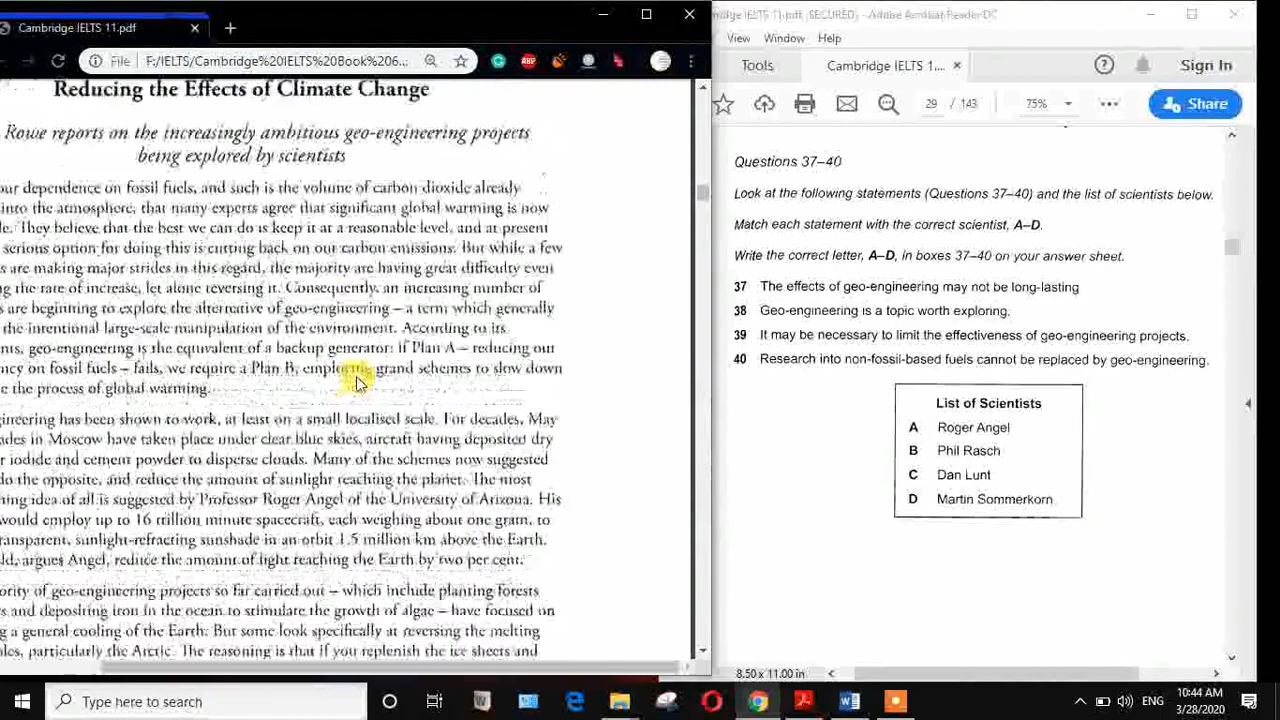 Cambridge IELTS 11.pdf
File
F:/IELTS/Cambridge%20IELTS%20Book%206...
ABP
Reducing the Effects of Climate Change
Rowe reports on the increasingly ambitious geo-engineering projects
being explored by scientists
our dependence on fossil fuels, and such is the volume of carbon dioxide already
into the atmosphere, that many experts agree that significant global warming is now
They believe that the best we can do is keep it at a reasonable level, and at present
serious option for doing this is cutting back on our carbon emissions. But while a few
s are making major strides in this regard, the majority are having great difficulty even
ng the rate of increase, let alone reversing it. Consequently, an increasing number of
s are beginning to explore the alternative of geo-engineering – a term which generally
the intentional large-scale manipulation of the environment. According to its
nts, geo-engineering is the equivalent of a backup generator: if Plan A – reducing our
ncy on fossil fuels – fails, we require a Plan B, employing grand schemes to slow down
e the process of global warming.
gineering has been shown to work, at least on a small localised scale. For decades, May
ades in Moscow have taken place under clear blue skies, aircraft having deposited dry
r iodide and cement powder to disperse clouds. Many of the schemes now suggested
do the opposite, and reduce the amount of sunlight reaching the planet. The most
ing idea of all is suggested by Professor Roger Angel of the University of Arizona. His
would employ up to 16 trillion minute spacecraft, each weighing about one gram, to
ransparent, sunlight-refracting sunshade in an orbit 1.5 million km above the Earth.
ld, argues Angel, reduce the amount of light reaching the Earth by two per cent.
ority of geo-engineering projects so far carried out – which include planting forests
s and depositing iron in the ocean to stimulate the growth of algae – have focused on
g a general cooling of the Earth. But some look specifically at reversing the melting
les, particularly the Arctic. The reasoning is that if you replenish the ice sheets and
bridge IELTS 11.pdf (SECURED) - Adobe Acrobat Reader DC
View Window Help
Tools
Cambridge IELTS 1...
Sign In
29 / 143
75%
Share
Questions 37–40
Look at the following statements (Questions 37–40) and the list of scientists below.
Match each statement with the correct scientist, A–D.
Write the correct letter, A–D, in boxes 37–40 on your answer sheet.
37 The effects of geo-engineering may not be long-lasting
38 Geo-engineering is a topic worth exploring.
39 It may be necessary to limit the effectiveness of geo-engineering projects.
40 Research into non-fossil-based fuels cannot be replaced by geo-engineering.
List of Scientists
A Roger Angel
B Phil Rasch
C Dan Lunt
D Martin Sommerkorn
8.50 x 11.00 in
Type here to search
ENG
10:44 AM
3/28/2020